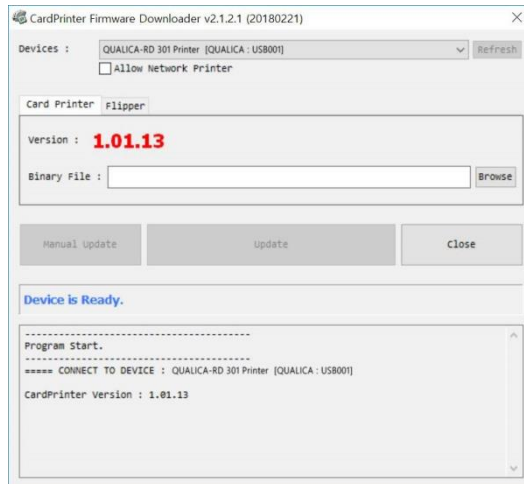 CardPrinter Firmware Downloader v2.1.2.1 (20180221)
Devices : QUALICA-RD 301 Printer [QUALICA : USB001] Refresh
Allow Network Printer
Card Printer Flipper
Version : 1.01.13
Binary File : Browse
Manual Update Update Close
Device is Ready.
----------------------------------------
Program Start.
----------------------------------------
===== CONNECT TO DEVICE : QUALICA-RD 301 Printer [QUALICA : USB001]
CardPrinter Version : 1.01.13